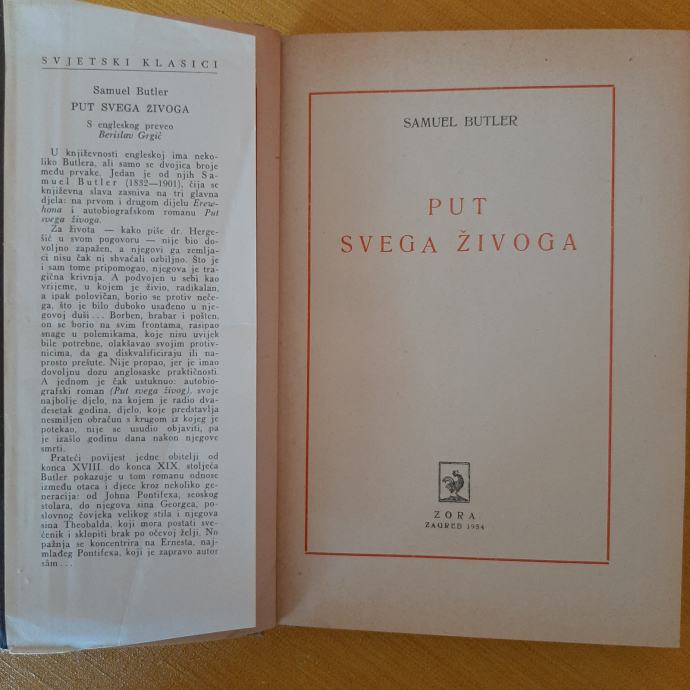 SVJETSKI KLASICI
Samuel Butler
PUT SVEGA ŽIVOGA
S engleskog preveo
Berislav Grgić
U književnosti engleskoj ima neko-
liko Butlera, ali samo se dvojica broje
među prvake. Jedan je od njih Sa-
muel Butler (1832—1901), čija se
književna slava zasniva na tri glavna
djela: na prvom i drugom dijelu Erew-
hona i autobiografskom romanu Put
svega živoga.
Za života — kako piše dr. Herge-
šić u svom pogovoru — nije bio do-
voljno zapažen, a njegovi ga zemlja-
ci nisu čak ni shvaćali ozbiljno. Što je
i sam tome pripomogao, njegova je tra-
gična krivnja. A podvojen u sebi kao
vrijeme, u kojem je živio, radikalan,
a ipak polovičan, borio se protiv neče-
ga, što je bilo duboko usađeno u nje-
govoj duši... Borben, hrabar i pošten,
on se borio na svim frontama, rasipao
snage u polemikama, koje nisu uvijek
bile potrebne, olakšavao svojim protiv-
nicima, da ga diskvalificiraju ili na-
prosto prešute. Nije propao, jer je imao
dovoljnu dozu anglosaske praktičnosti.
A jednom je čak ustuknuo: autobio-
grafski roman (Put svega živog), svoje
najbolje djelo, na kojem je radio dva-
desetak godina, djelo, koje predstavlja
nesmiljen obračun s krugom iz kojeg je
potekao, nije se usudio objaviti, pa
je izašlo godinu dana nakon njegove
smrti.
Prateći povijest jedne obitelji od
konca XVIII. do konca XIX. stoljeća
Butler pokazuje u tom romanu odnose
između otaca i djece kroz nekoliko ge-
neracija: od Johna Pontifexa, seoskog
stolara, do njegova sina Georgea, po-
slovnog čovjeka velikog stila i njegova
sina Theobalda, koji mora postati sve-
ćenik i sklopiti brak po očevoj želji. No
pažnja se koncentrira na Ernesta, naj-
mlađeg Pontifexa, koji je zapravo autor
sâm...
SAMUEL BUTLER
PUT
SVEGA ŽIVOGA
ZORA
ZAGREB 1954